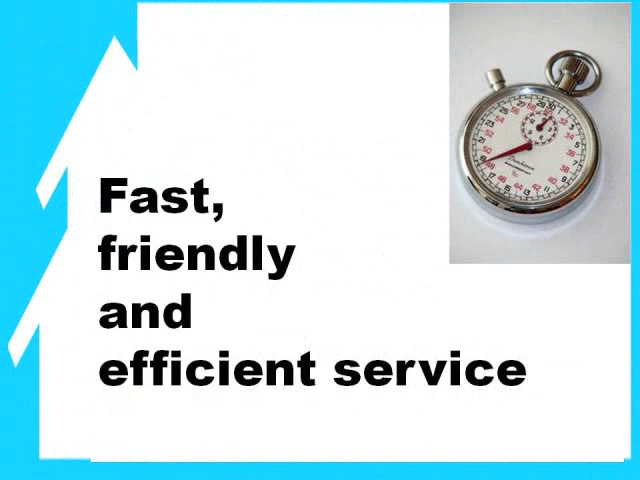 Fast,
friendly
and
efficient service